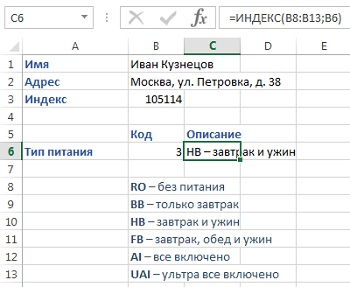 C6 =ИНДЕКС(B8:B13;B6)
A B C D E
1 Имя Иван Кузнецов
2 Адрес Москва, ул. Петровка, д. 38
3 Индекс 105114
4
5 Код Описание
6 Тип питания 3 HB – завтрак и ужин
7
8 RO – без питания
9 BB – только завтрак
10 HB – завтрак и ужин
11 FB – завтрак, обед и ужин
12 AI – все включено
13 UAI – ультра все включено